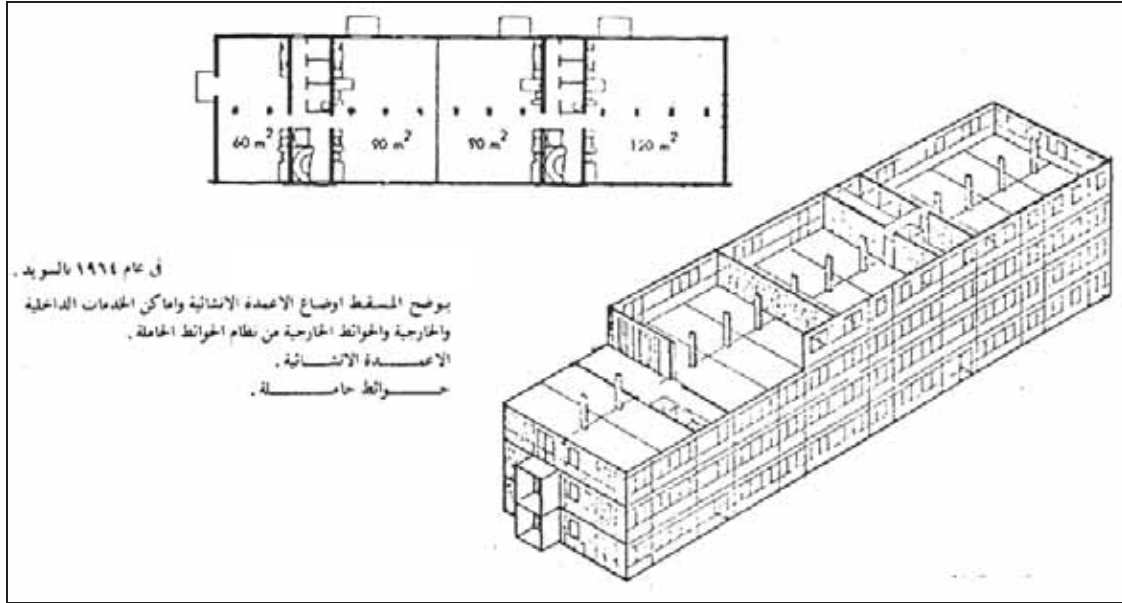 60 m² 90 m² 90 m² 120 m²
فى عام ١٩٦٤ بالسويد .
يوضح المسقط اوضاع الاعمدة الانشائية واماكن الخدمات الداخلية
والخارجية والحوائط الخارجية من نظام الحوائط الحاملة .
الاعمدة الانشائية .
حوائط حاملة .